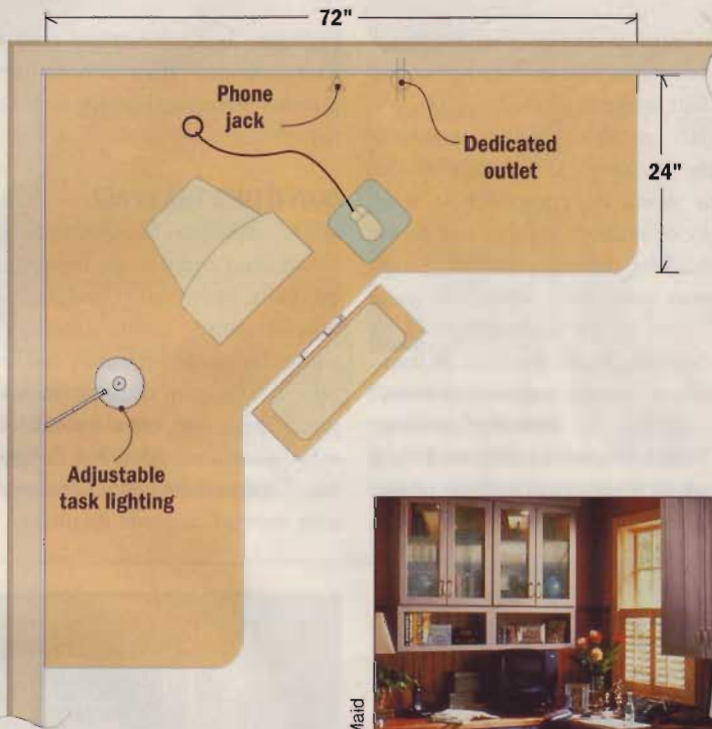 72"
Phone
jack
Dedicated
outlet
24"
Adjustable
task lighting
Maid